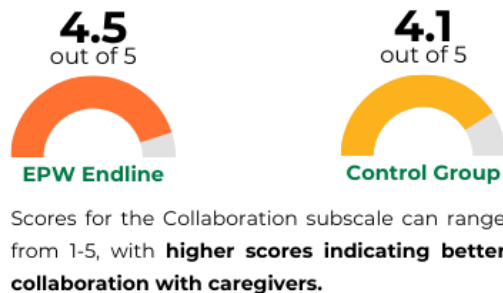 4.5
out of 5
EPW Endline
4.1
out of 5
Control Group
Scores for the Collaboration subscale can range
from 1-5, with higher scores indicating better
collaboration with caregivers.